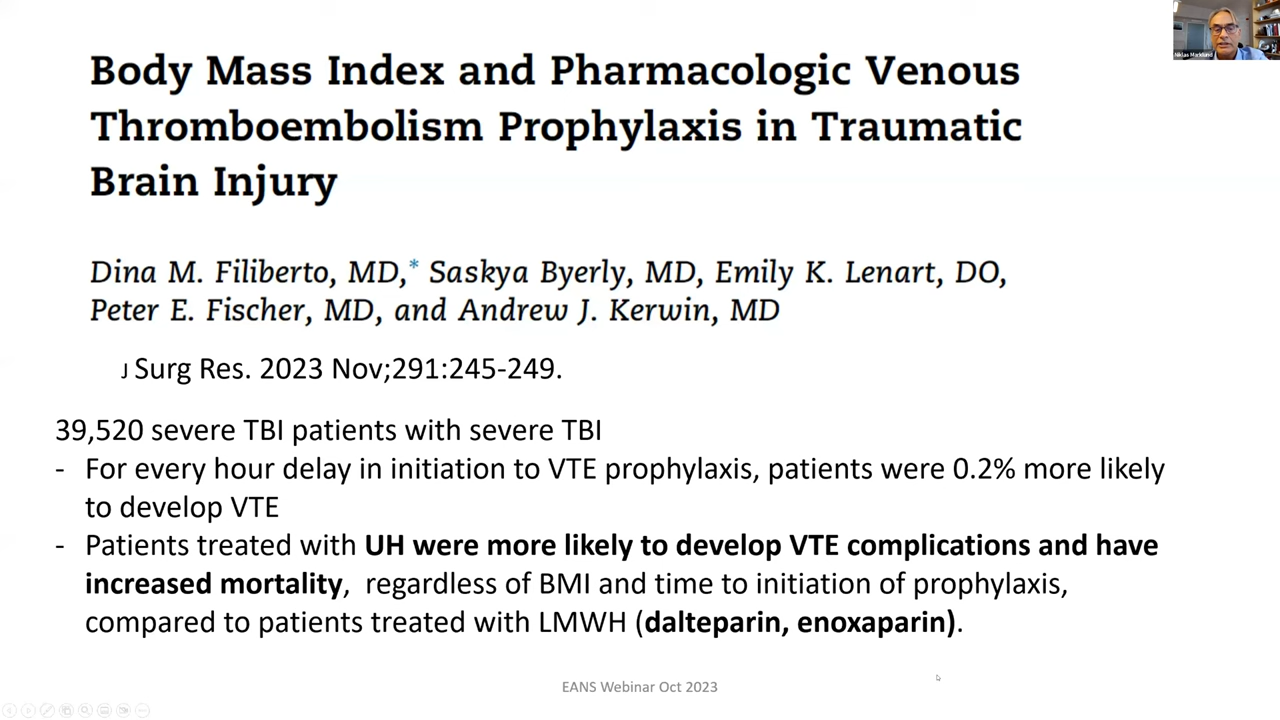 Body Mass Index and Pharmacologic Venous
Thromboembolism Prophylaxis in Traumatic
Brain Injury
Dina M. Filiberto, MD,* Saskya Byerly, MD, Emily K. Lenart, DO,
Peter E. Fischer, MD, and Andrew J. Kerwin, MD
J Surg Res. 2023 Nov;291:245-249.
39,520 severe TBI patients with severe TBI
- For every hour delay in initiation to VTE prophylaxis, patients were 0.2% more likely
to develop VTE
- Patients treated with UH were more likely to develop VTE complications and have
increased mortality, regardless of BMI and time to initiation of prophylaxis,
compared to patients treated with LMWH (dalteparin, enoxaparin).
EANS Webinar Oct 2023
Niklas Marklund